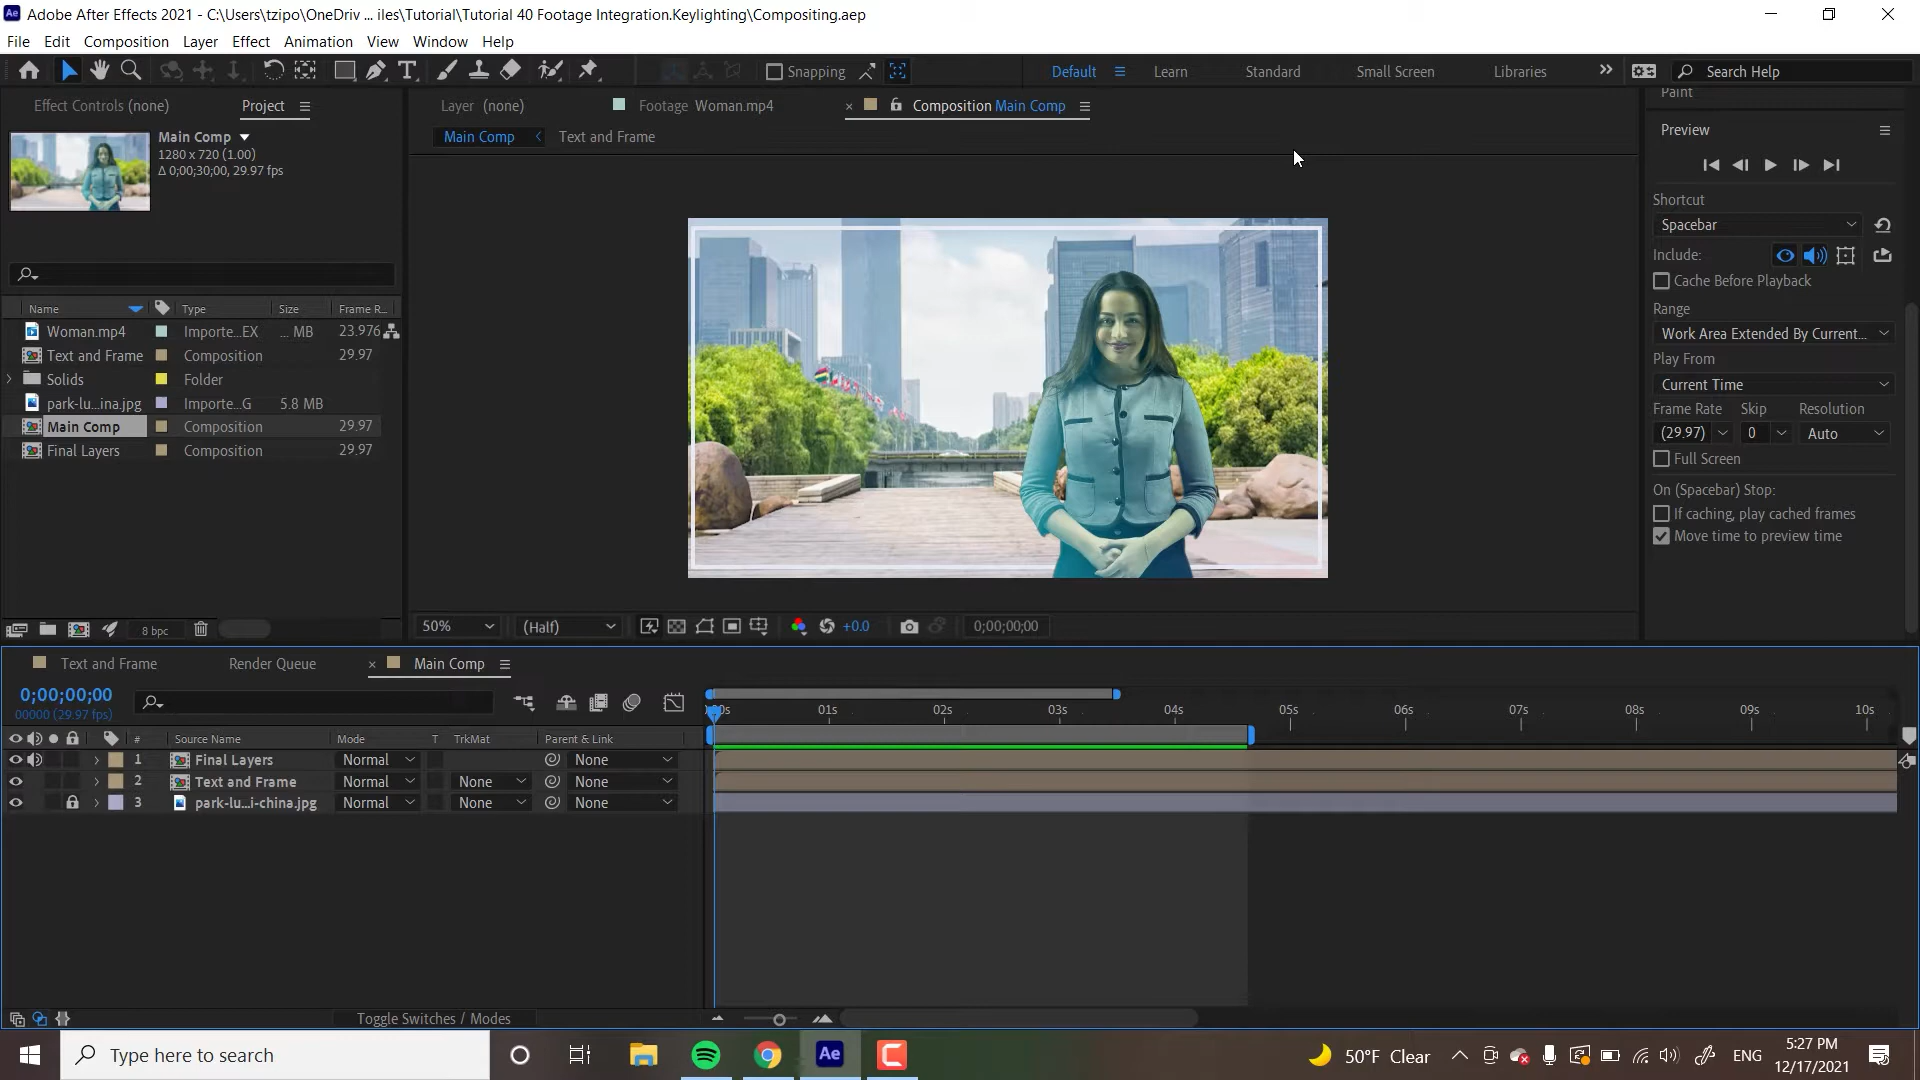 Ae Adobe After Effects 2021 - C:\Users\tzipo\OneDriv ... iles\Tutorial\Tutorial 40 Footage Integration.Keylighting\Compositing.aep
File Edit Composition Layer Effect Animation View Window Help
T Snapping Default Learn Standard Small Screen Libraries Search Help
Effect Controls (none) Project
Layer (none) Footage Woman.mp4 Composition Main Comp
Paint
Main Comp
1280 x 720 (1.00)
Δ 0;00;30;00, 29.97 fps
Main Comp Text and Frame
Preview
Shortcut
Spacebar
Include:
Cache Before Playback
Range
Work Area Extended By Current...
Play From
Current Time
Frame Rate Skip Resolution
(29.97) 0 Auto
Full Screen
On (Spacebar) Stop:
If caching, play cached frames
Move time to preview time
Name Type Size Frame R...
Woman.mp4 Importe...EX ... MB 23.976
Text and Frame Composition 29.97
Solids Folder
park-lu...ina.jpg Importe...G 5.8 MB
Main Comp Composition 29.97
Final Layers Composition 29.97
8 bpc
50% (Half) +0.0 0;00;00;00
Text and Frame Render Queue Main Comp
0;00;00;00
00000 (29.97 fps)
00s 01s 02s 03s 04s 05s 06s 07s 08s 09s 10s
# Source Name Mode T TrkMat Parent & Link
1 Final Layers Normal None
2 Text and Frame Normal None None
3 park-lu...i-china.jpg Normal None None
Toggle Switches / Modes
Type here to search
Ae
50°F Clear
ENG
5:27 PM
12/17/2021